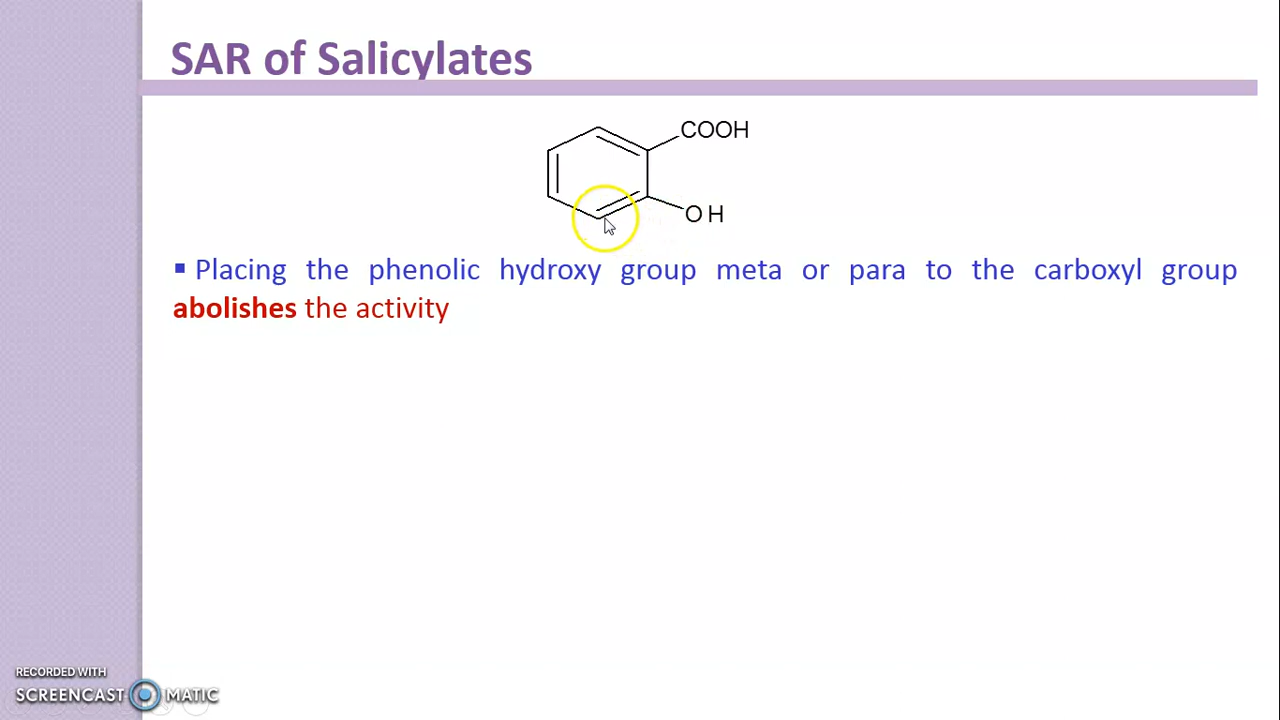 SAR of Salicylates
COOH
OH
▪ Placing the phenolic hydroxy group meta or para to the carboxyl group
abolishes the activity
RECORDED WITH
SCREENCAST MATIC